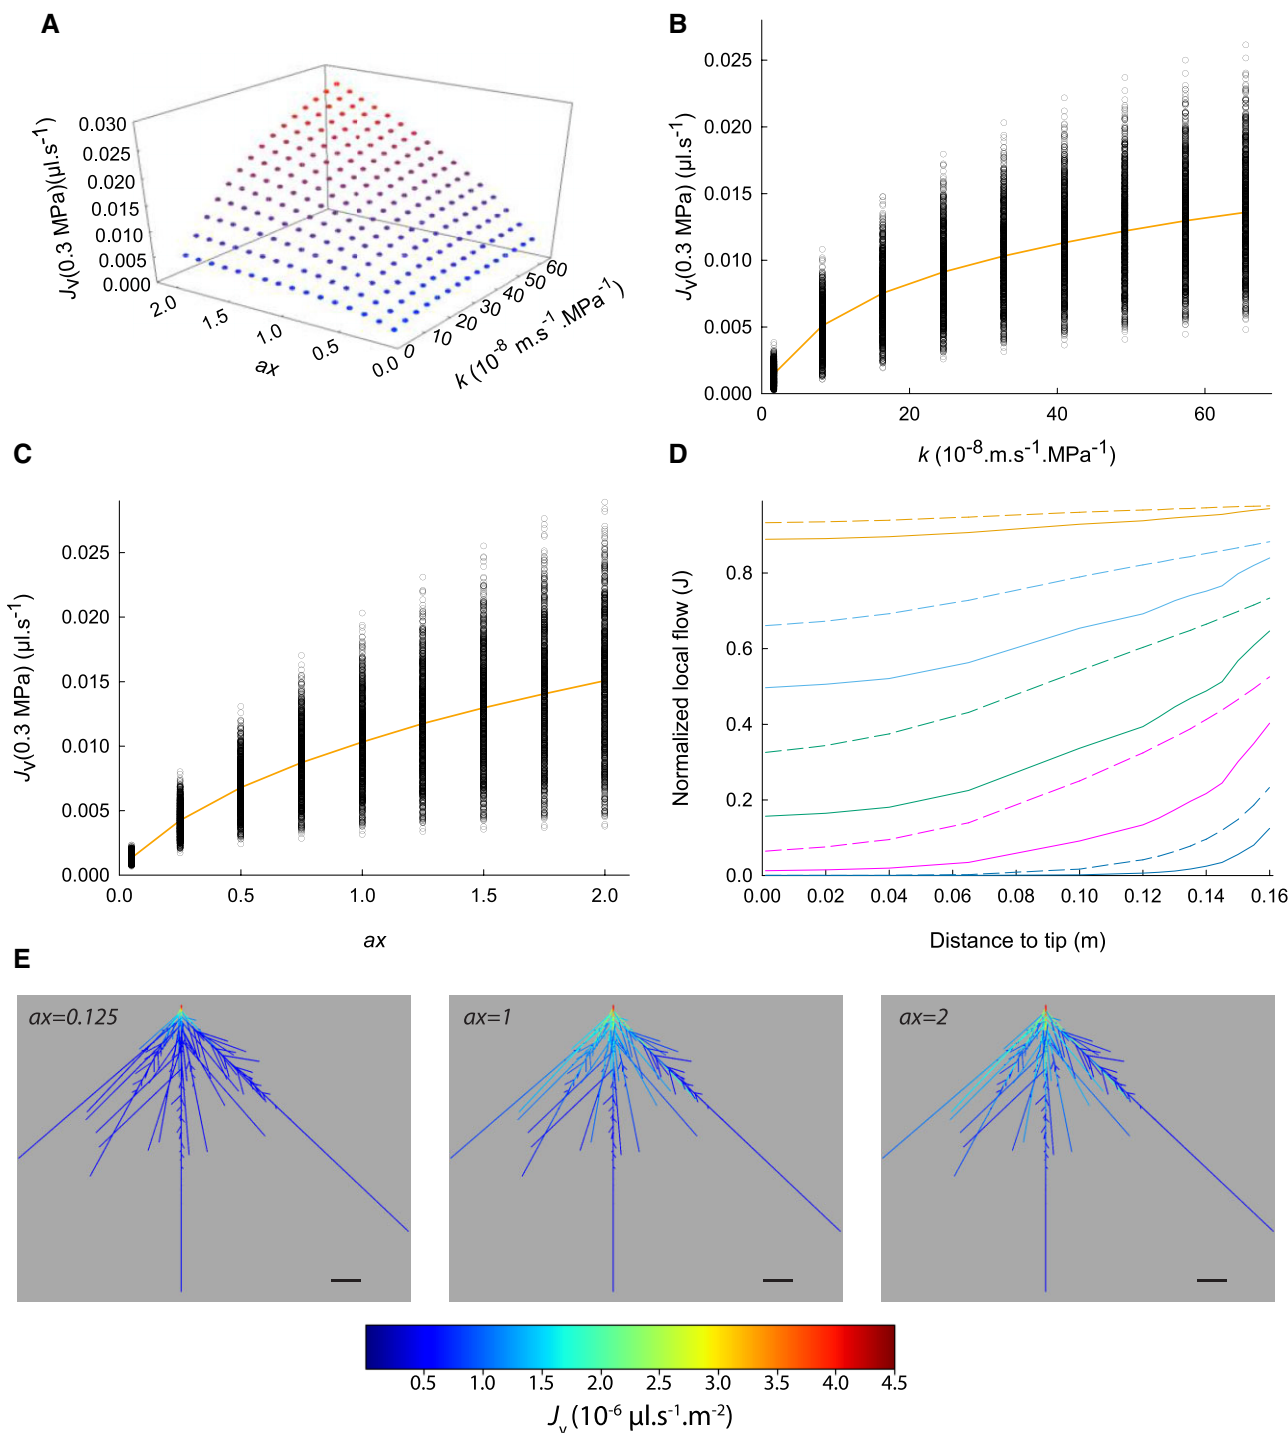 A
J_v(0.3 MPa)(µl.s⁻¹)
0.030
0.025
0.020
0.015
0.010
0.005
0.000
2.0
1.5
1.0
0.5
0.0
ax
0
10
20
30
40
50
60
k (10⁻⁸ m.s⁻¹.MPa⁻¹)
B
J_v(0.3 MPa) (µl.s⁻¹)
0.025
0.020
0.015
0.010
0.005
0.000
0 20 40 60
k (10⁻⁸.m.s⁻¹.MPa⁻¹)
C
J_v(0.3 MPa) (µl.s⁻¹)
0.025
0.020
0.015
0.010
0.005
0.000
0.0 0.5 1.0 1.5 2.0
ax
D
Normalized local flow (J)
0.8
0.6
0.4
0.2
0.0
0.00 0.02 0.04 0.06 0.08 0.10 0.12 0.14 0.16
Distance to tip (m)
E
ax=0.125
ax=1
ax=2
0.5 1.0 1.5 2.0 2.5 3.0 3.5 4.0 4.5
J_v (10⁻⁶ µl.s⁻¹.m⁻²)